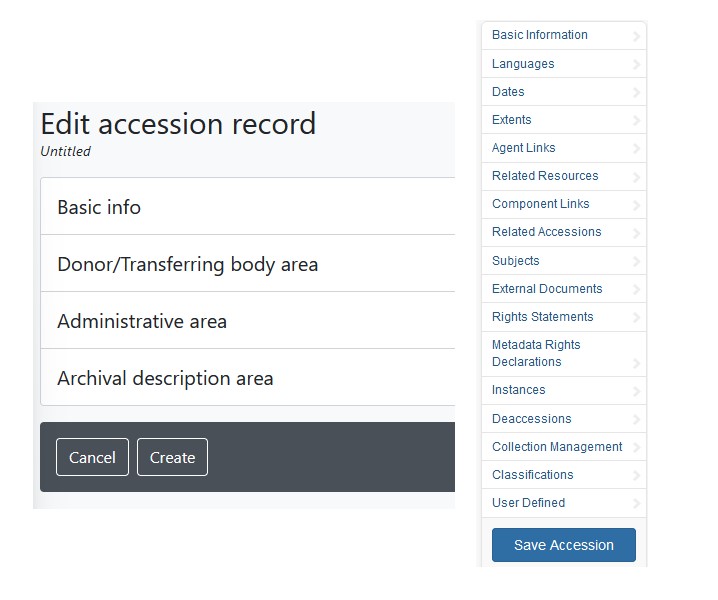 Edit accession record
Untitled
Basic info
Donor/Transferring body area
Administrative area
Archival description area
Cancel
Create
Basic Information
Languages
Dates
Extents
Agent Links
Related Resources
Component Links
Related Accessions
Subjects
External Documents
Rights Statements
Metadata Rights
Declarations
Instances
Deaccessions
Collection Management
Classifications
User Defined
Save Accession